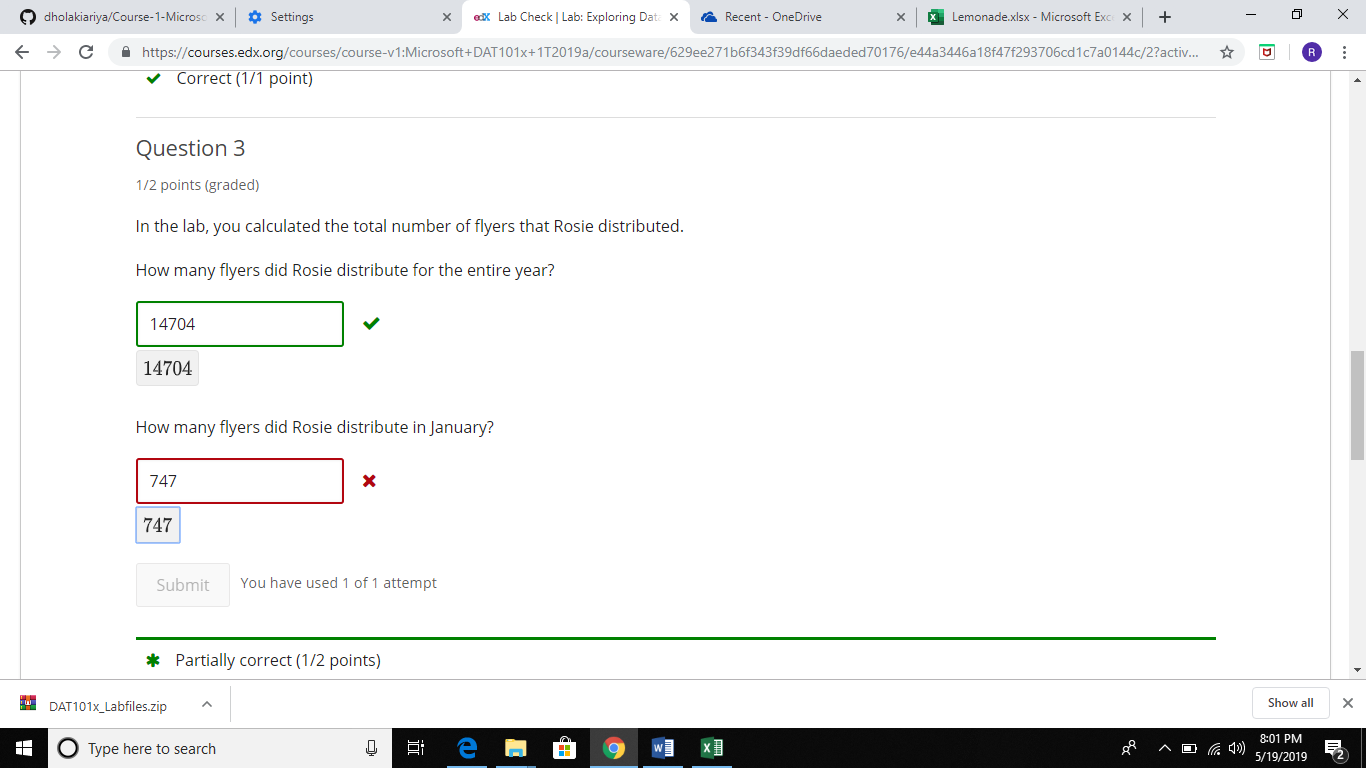 dholakiariya/Course-1-Microso
Settings
edX Lab Check | Lab: Exploring Data
Recent - OneDrive
Lemonade.xlsx - Microsoft Exc
https://courses.edx.org/courses/course-v1:Microsoft+DAT101x+1T2019a/courseware/629ee271b6f343f39df66daeded70176/e44a3446a18f47f293706cd1c7a0144c/2?activ...
R
Correct (1/1 point)
Question 3
1/2 points (graded)
In the lab, you calculated the total number of flyers that Rosie distributed.
How many flyers did Rosie distribute for the entire year?
14704
14704
How many flyers did Rosie distribute in January?
747
747
Submit
You have used 1 of 1 attempt
Partially correct (1/2 points)
DAT101x_Labfiles.zip
Show all
Type here to search
8:01 PM
5/19/2019
2